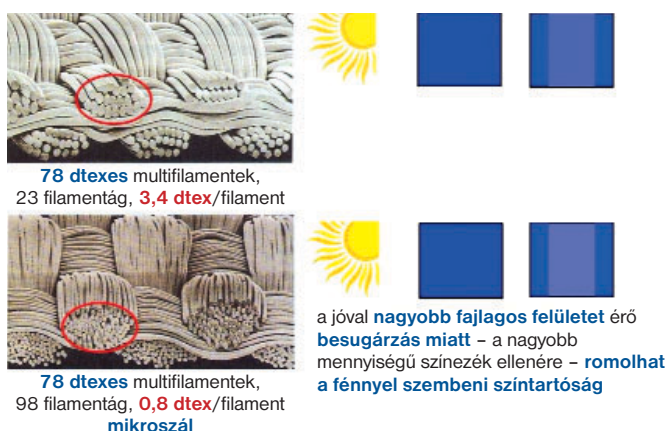 78 dtexes multifilamentek,
23 filamentág, 3,4 dtex/filament
78 dtexes multifilamentek,
98 filamentág, 0,8 dtex/filament
mikroszál
a jóval nagyobb fajlagos felületet érő
besugárzás miatt – a nagyobb
mennyiségű színezék ellenére – romolhat
a fénnyel szembeni színtartóság